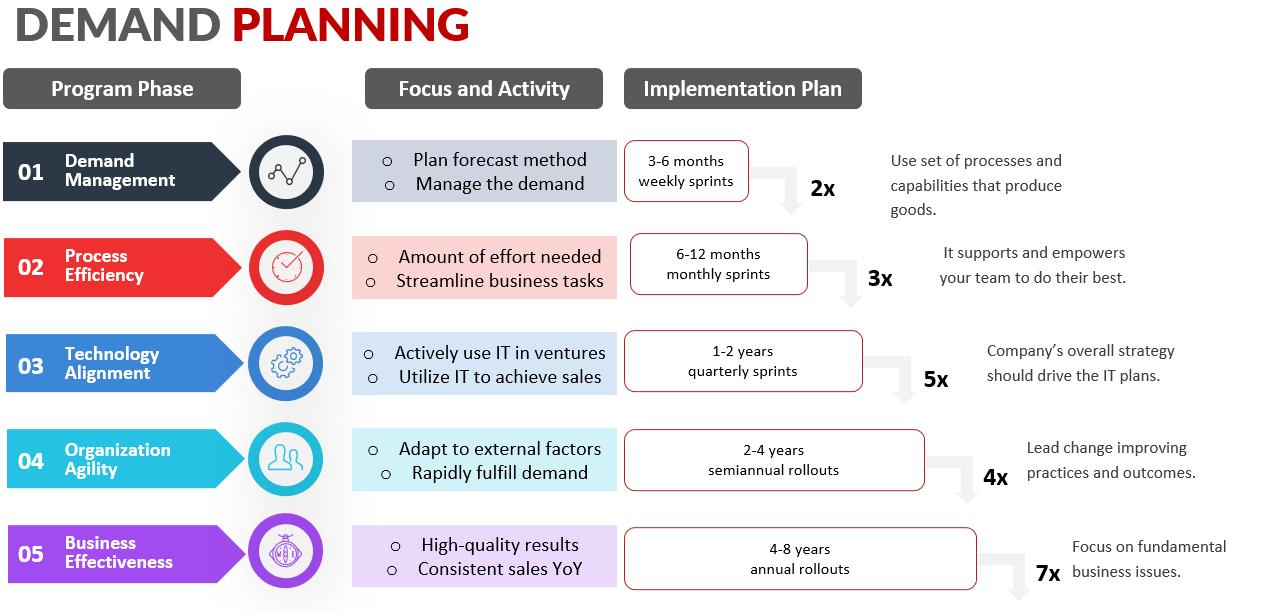 DEMAND PLANNING
Program Phase
Focus and Activity
Implementation Plan
01
Demand
Management
○ Plan forecast method
○ Manage the demand
3-6 months
weekly sprints
2x
Use set of processes and
capabilities that produce
goods.
02
Process
Efficiency
○ Amount of effort needed
○ Streamline business tasks
6-12 months
monthly sprints
3x
It supports and empowers
your team to do their best.
03
Technology
Alignment
○ Actively use IT in ventures
○ Utilize IT to achieve sales
1-2 years
quarterly sprints
5x
Company’s overall strategy
should drive the IT plans.
04
Organization
Agility
○ Adapt to external factors
○ Rapidly fulfill demand
2-4 years
semiannual rollouts
4x
Lead change improving
practices and outcomes.
05
Business
Effectiveness
○ High-quality results
○ Consistent sales YoY
4-8 years
annual rollouts
7x
Focus on fundamental
business issues.